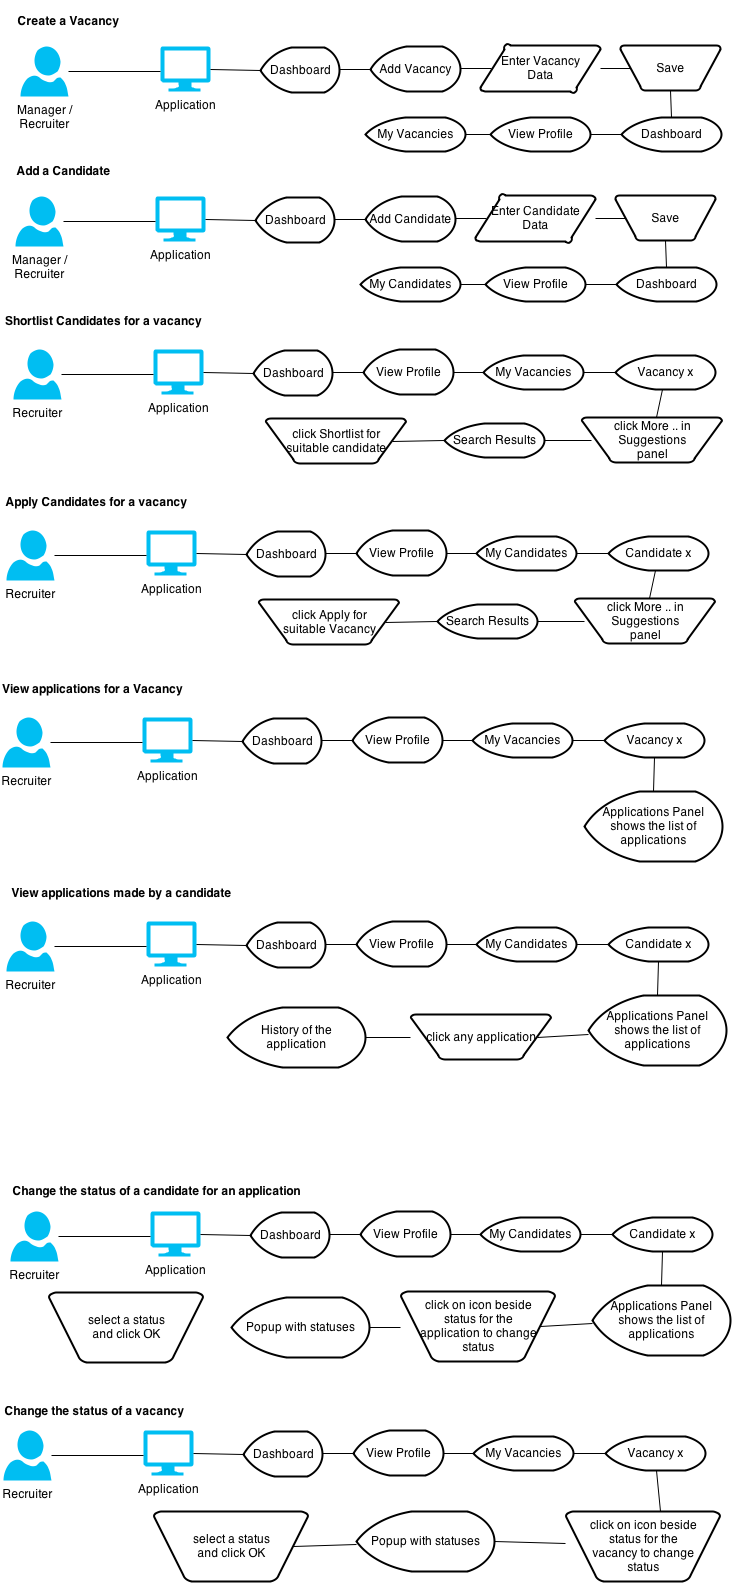 Create a Vacancy
Dashboard
Add Vacancy
Enter Vacancy
Data
Save
Manager /
Recruiter
Application
My Vacancies
View Profile
Dashboard
Add a Candidate
Dashboard
Add Candidate
Enter Candidate
Data
Save
Manager /
Recruiter
Application
My Candidates
View Profile
Dashboard
Shortlist Candidates for a vacancy
Dashboard
View Profile
My Vacancies
Vacancy x
Recruiter
Application
click Shortlist for
suitable candidate
Search Results
click More .. in
Suggestions
panel
Apply Candidates for a vacancy
Dashboard
View Profile
My Candidates
Candidate x
Recruiter
Application
click Apply for
suitable Vacancy
Search Results
click More .. in
Suggestions
panel
View applications for a Vacancy
Dashboard
View Profile
My Vacancies
Vacancy x
Recruiter
Application
Applications Panel
shows the list of
applications
View applications made by a candidate
Dashboard
View Profile
My Candidates
Candidate x
Recruiter
Application
History of the
application
click any application
Applications Panel
shows the list of
applications
Change the status of a candidate for an application
Dashboard
View Profile
My Candidates
Candidate x
Recruiter
Application
select a status
and click OK
Popup with statuses
click on icon beside
status for the
application to change
status
Applications Panel
shows the list of
applications
Change the status of a vacancy
Dashboard
View Profile
My Vacancies
Vacancy x
Recruiter
Application
select a status
and click OK
Popup with statuses
click on icon beside
status for the
vacancy to change
status